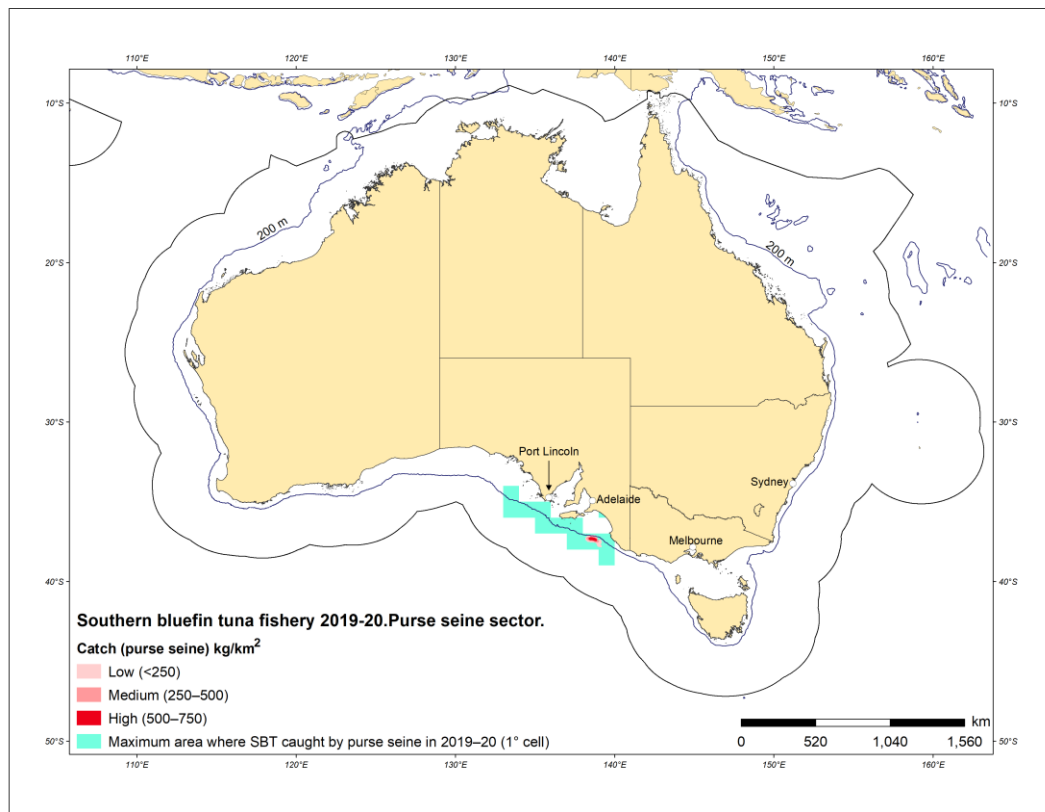 110°E 120°E 130°E 140°E 150°E 160°E
10°S 10°S
200 m 200 m
20°S 20°S
30°S 30°S
Port Lincoln
Sydney
Adelaide
Melbourne
40°S 40°S
Southern bluefin tuna fishery 2019-20.Purse seine sector.
Catch (purse seine) kg/km²
Low (<250)
Medium (250–500)
High (500–750)
Maximum area where SBT caught by purse seine in 2019–20 (1° cell)
km
0 520 1,040 1,560
50°S 50°S
110°E 120°E 130°E 140°E 150°E 160°E